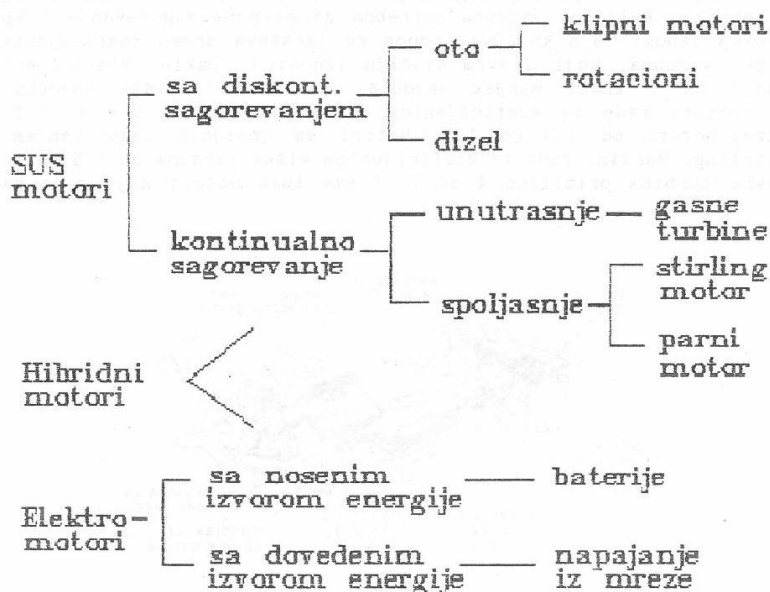 klipni motori
oto
rotacioni
sa diskont.
sagorevanjem
dizel
SUS
motori
unutrasnje
gasne
turbine
kontinualno
sagorevanje
stirling
motor
spoljasnje
parni
motor
Hibridni
motori
sa nosenim
izvorom energije
baterije
Elektro-
motori
sa dovedenim
izvorom energije
napajanje
iz mreze